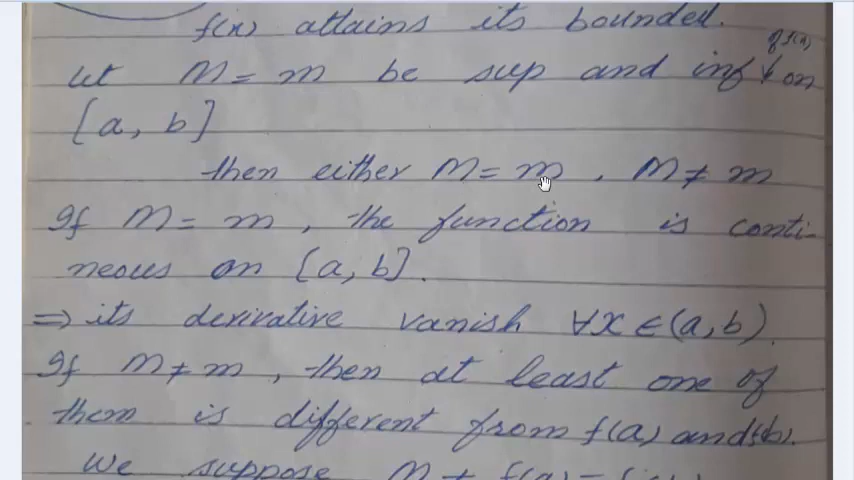 f(x) attains its bounded.
of f(x)
Let M = m be sup and inf on
[a, b]
then either M = m , M ≠ m
If M = m , the function is conti-
neous on [a, b].
⇒ its derivative vanish ∀x ∈ (a, b).
If M ≠ m , then at least one of
them is different from f(a) and f(b).
We suppose M ≠ f(a) =